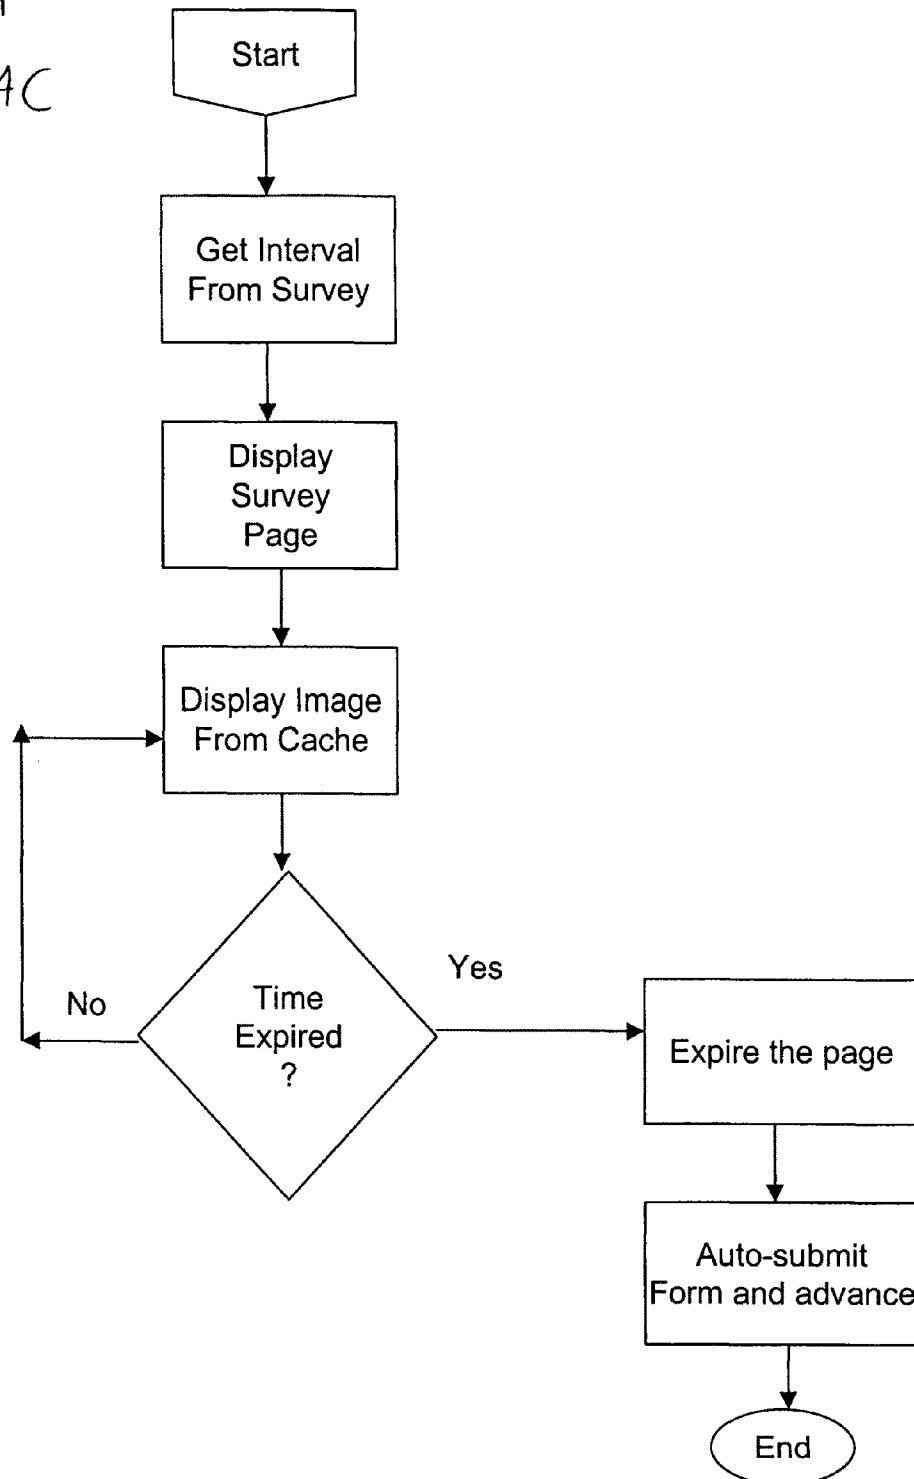 Start
Get Interval
From Survey
Display
Survey
Page
Display Image
From Cache
Time
Expired
?
No
Yes
Expire the page
Auto-submit
Form and advance
End